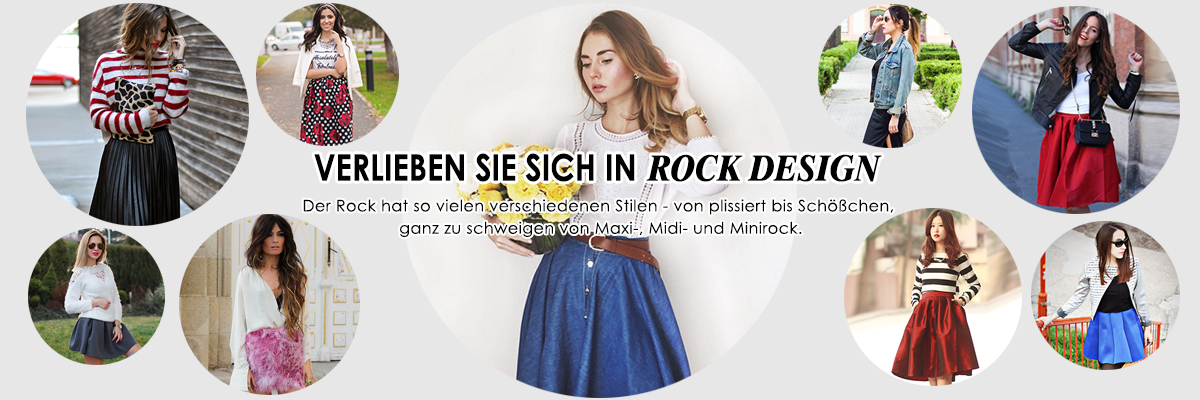 VERLIEBEN SIE SICH IN ROCK DESIGN
Der Rock hat so vielen verschiedenen Stilen - von plissiert bis Schößchen,
ganz zu schweigen von Maxi-, Midi- und Minirock.